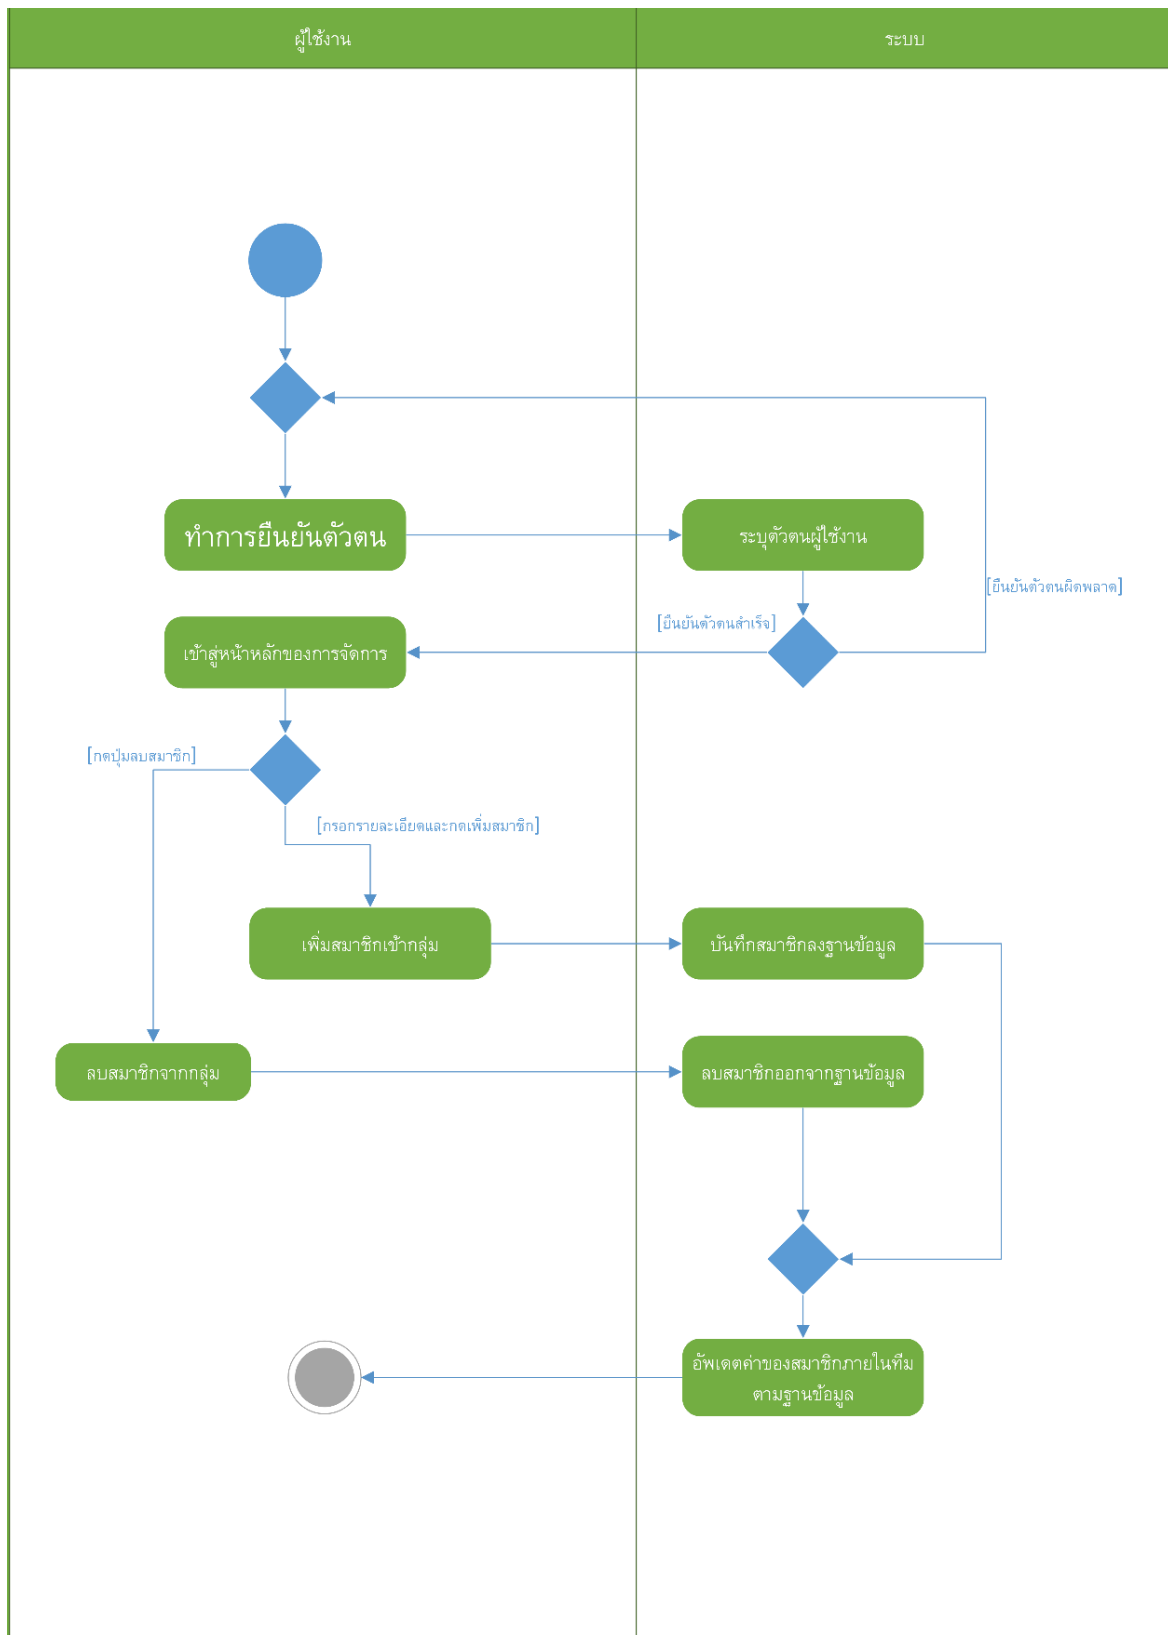 ผู้ใช้งาน
ระบบ
ทำการยืนยันตัวตน
ระบุตัวตนผู้ใช้งาน
[ยืนยันตัวตนผิดพลาด]
[ยืนยันตัวตนสำเร็จ]
เข้าสู่หน้าหลักของการจัดการ
[กดปุ่มลบสมาชิก]
[กรอกรายละเอียดและกดเพิ่มสมาชิก]
เพิ่มสมาชิกเข้ากลุ่ม
บันทึกสมาชิกลงฐานข้อมูล
ลบสมาชิกจากกลุ่ม
ลบสมาชิกออกจากฐานข้อมูล
อัพเดตค่าของสมาชิกภายในทีม
ตามฐานข้อมูล